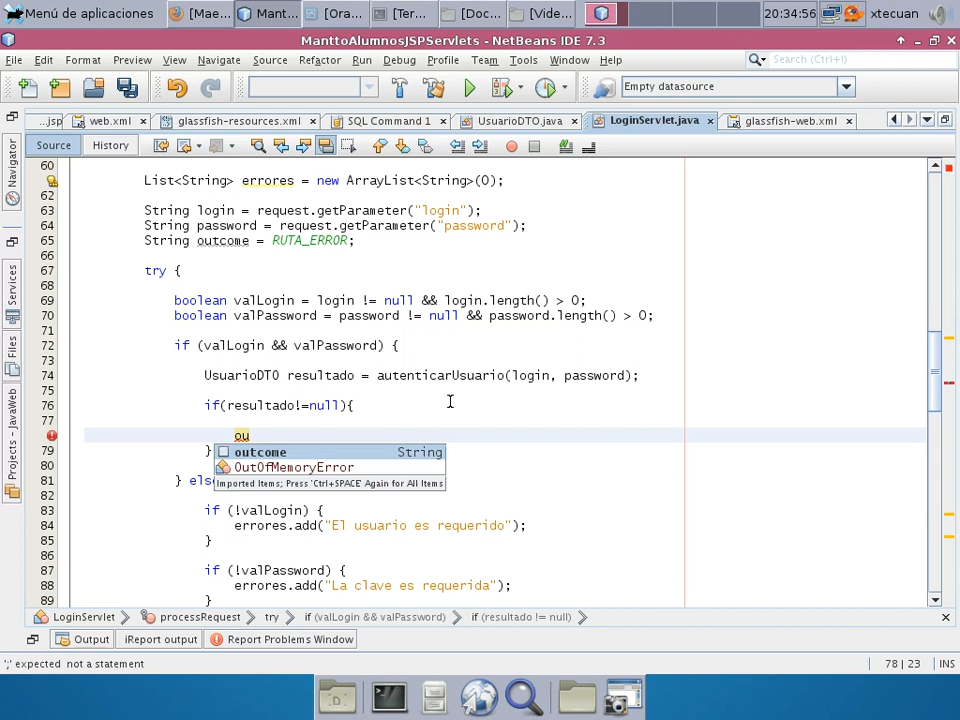 Menú de aplicaciones
[Mae...
Mant...
[Ora...
[Ter...
[Doc...
[Vide...
20:34:56
xtecuan
ManttoAlumnosJSPServlets - NetBeans IDE 7.3
File Edit Format Preview View Navigate Source Refactor Run Debug Profile Team Tools Window Help
Search (Ctrl+I)
Empty datasource
...jsp web.xml glassfish-resources.xml SQL Command 1 UsuarioDTO.java LoginServlet.java glassfish-web.xml
Source History
Navigator
Services
Files
Projects - JavaWeb
60
List<String> errores = new ArrayList<String>(0);
62
63 String login = request.getParameter("login");
64 String password = request.getParameter("password");
65 String outcome = RUTA_ERROR;
66
67 try {
68
69 boolean valLogin = login != null && login.length() > 0;
70 boolean valPassword = password != null && password.length() > 0;
71
72 if (valLogin && valPassword) {
73
74 UsuarioDTO resultado = autenticarUsuario(login, password);
75
76 if(resultado!=null){
77
ou
outcome String
OutOfMemoryError
Imported Items; Press 'Ctrl+SPACE' Again for All Items
79 }
80
81 } els
82
83 if (!valLogin) {
84 errores.add("El usuario es requerido");
85 }
86
87 if (!valPassword) {
88 errores.add("La clave es requerida");
89 }
LoginServlet processRequest try if (valLogin && valPassword) if (resultado != null)
Output iReport output Report Problems Window
';' expected not a statement
78 | 23 INS